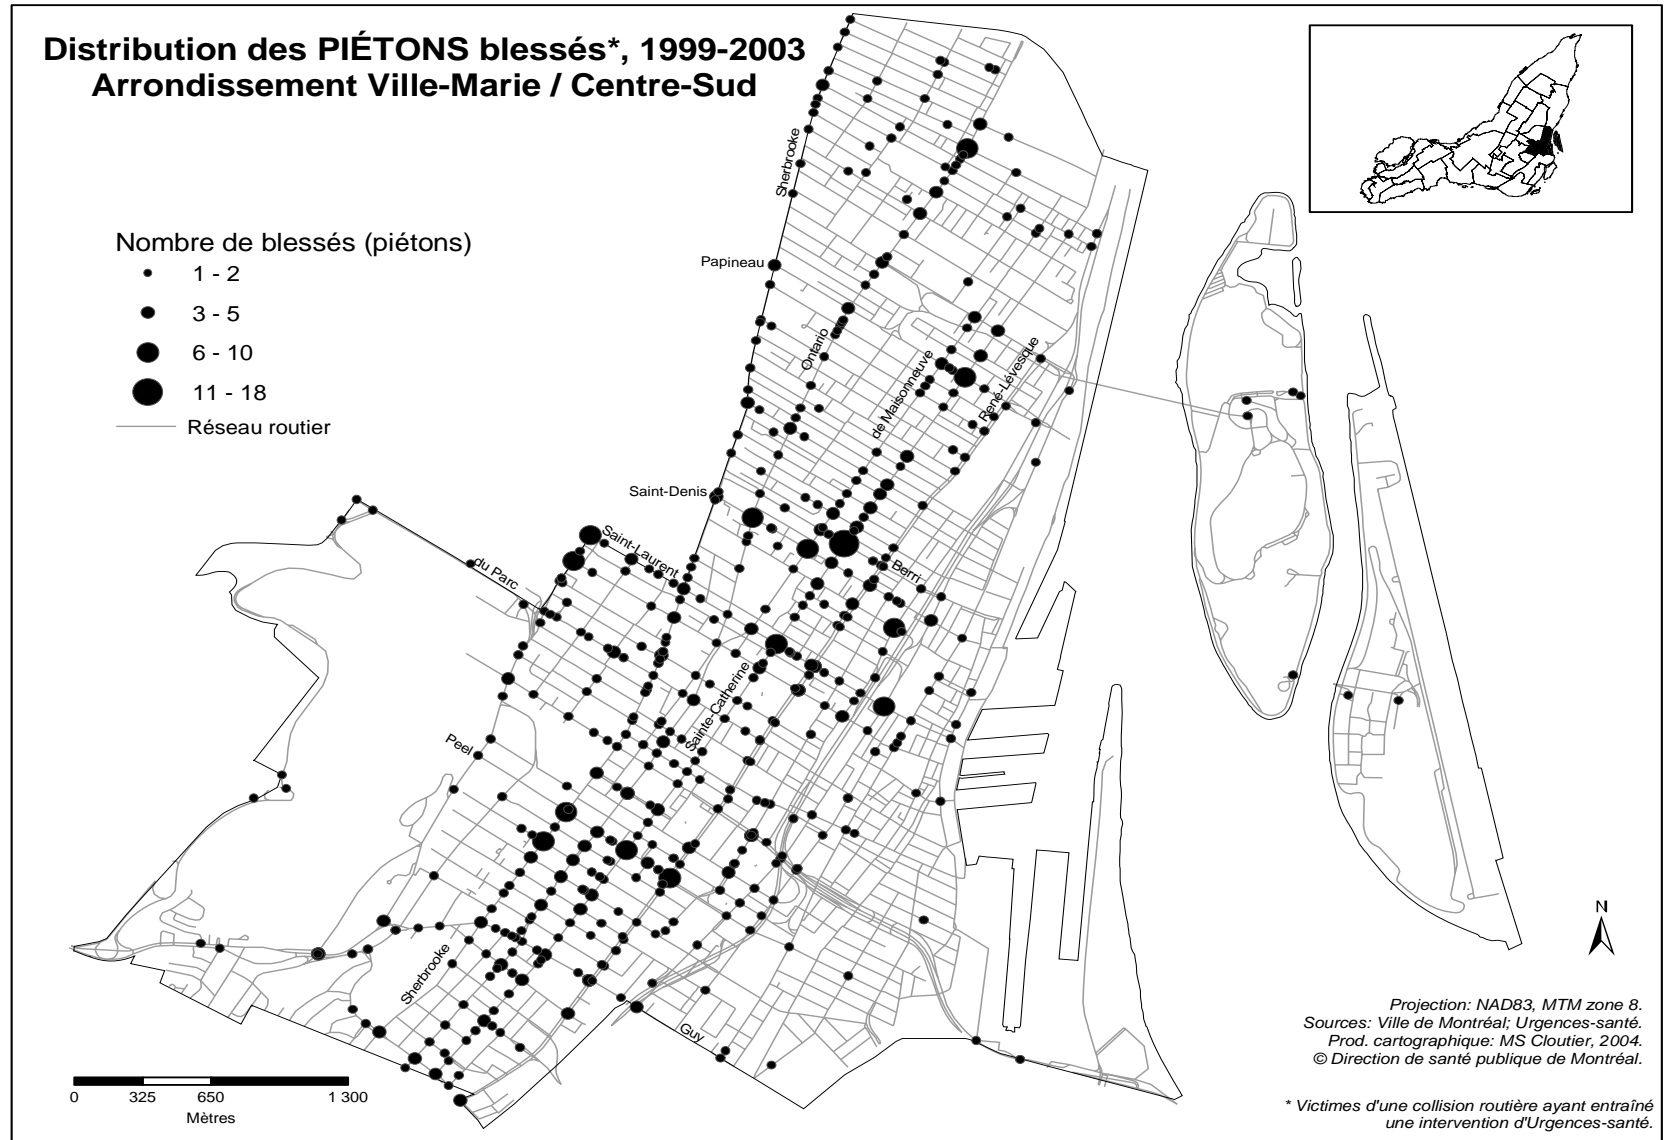 Distribution des PIÉTONS blessés*, 1999-2003
Arrondissement Ville-Marie / Centre-Sud
Nombre de blessés (piétons)
1 - 2
3 - 5
6 - 10
11 - 18
Réseau routier
Sherbrooke
Papineau
Ontario
de Maisonneuve
René-Lévesque
Saint-Denis
Saint-Laurent
du Parc
Berri
Sainte-Catherine
Peel
Sherbrooke
Guy
N
0 325 650 1 300
Mètres
Projection: NAD83, MTM zone 8.
Sources: Ville de Montréal; Urgences-santé.
Prod. cartographique: MS Cloutier, 2004.
© Direction de santé publique de Montréal.
* Victimes d'une collision routière ayant entraîné
une intervention d'Urgences-santé.